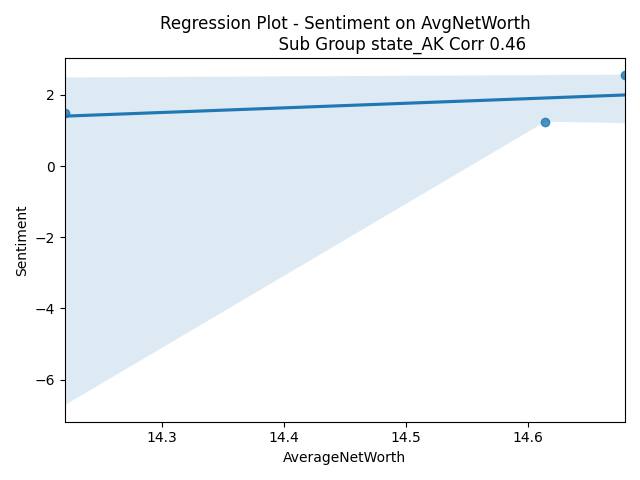 Regression Plot - Sentiment on AvgNetWorth
Sub Group state_AK Corr 0.46
2
0
−2
−4
−6
Sentiment
14.3 14.4 14.5 14.6
AverageNetWorth